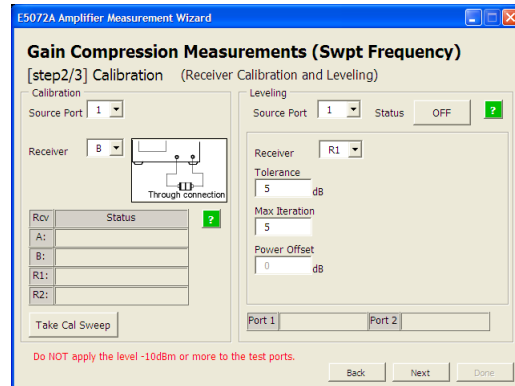 E5072A Amplifier Measurement Wizard
Gain Compression Measurements (Swpt Frequency)
[step2/3] Calibration (Receiver Calibration and Leveling)
Calibration
Source Port 1
Receiver B
Through connection
Rcv Status ?
A:
B:
R1:
R2:
Take Cal Sweep
Leveling
Source Port 1 Status OFF ?
Receiver R1
Tolerance
5 dB
Max Iteration
5
Power Offset
0 dB
Port 1 Port 2
Do NOT apply the level -10dBm or more to the test ports.
Back Next Done